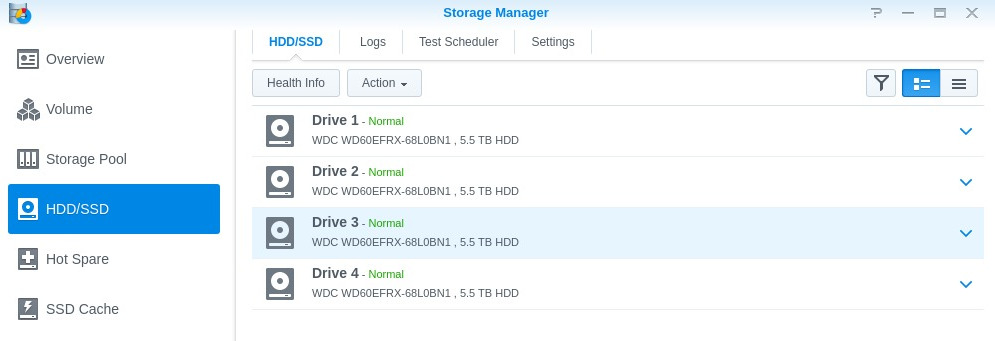 Storage Manager
Overview
Volume
Storage Pool
HDD/SSD
Hot Spare
SSD Cache
HDD/SSD Logs Test Scheduler Settings
Health Info Action
Drive 1 - Normal
WDC WD60EFRX-68L0BN1 , 5.5 TB HDD
Drive 2 - Normal
WDC WD60EFRX-68L0BN1 , 5.5 TB HDD
Drive 3 - Normal
WDC WD60EFRX-68L0BN1 , 5.5 TB HDD
Drive 4 - Normal
WDC WD60EFRX-68L0BN1 , 5.5 TB HDD